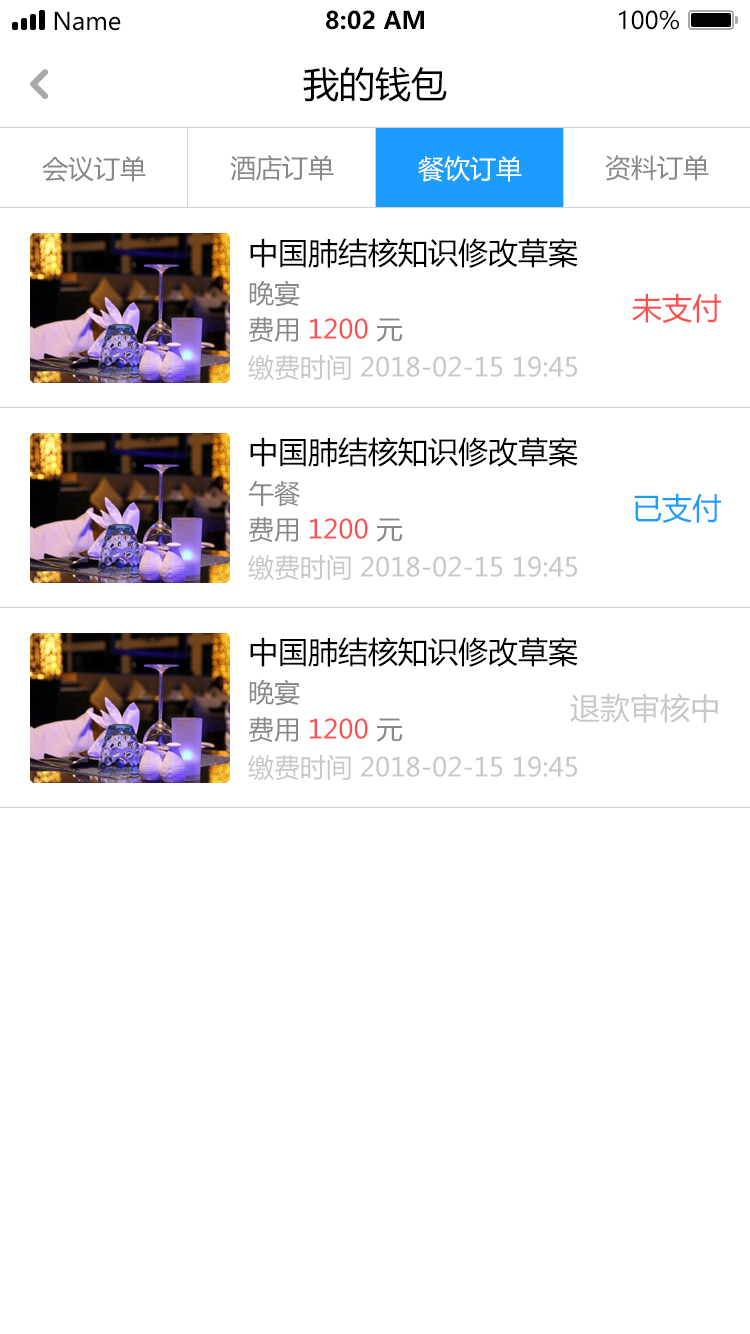 Name 8:02 AM 100%
我的钱包
会议订单 酒店订单 餐饮订单 资料订单
中国肺结核知识修改草案
晚宴
未支付
费用 1200 元
缴费时间 2018-02-15 19:45
中国肺结核知识修改草案
午餐
已支付
费用 1200 元
缴费时间 2018-02-15 19:45
中国肺结核知识修改草案
晚宴
退款审核中
费用 1200 元
缴费时间 2018-02-15 19:45